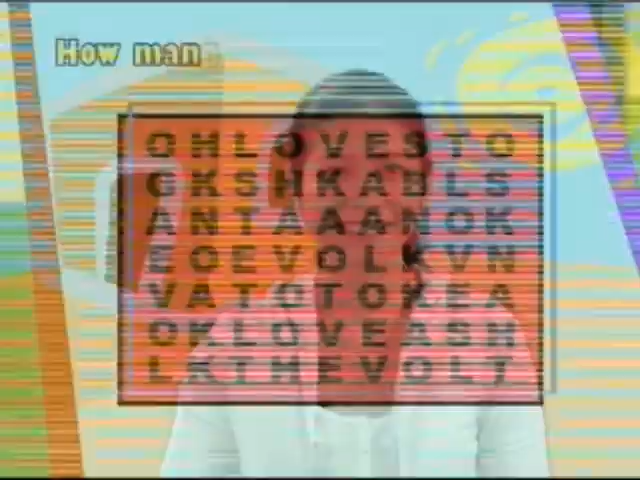 How man
OHLOVESTO
GKSHKABLS
ANTAAANOK
EOEVOLKVN
VATOTOKEA
OKLOVEASH
LKTHEVOLT